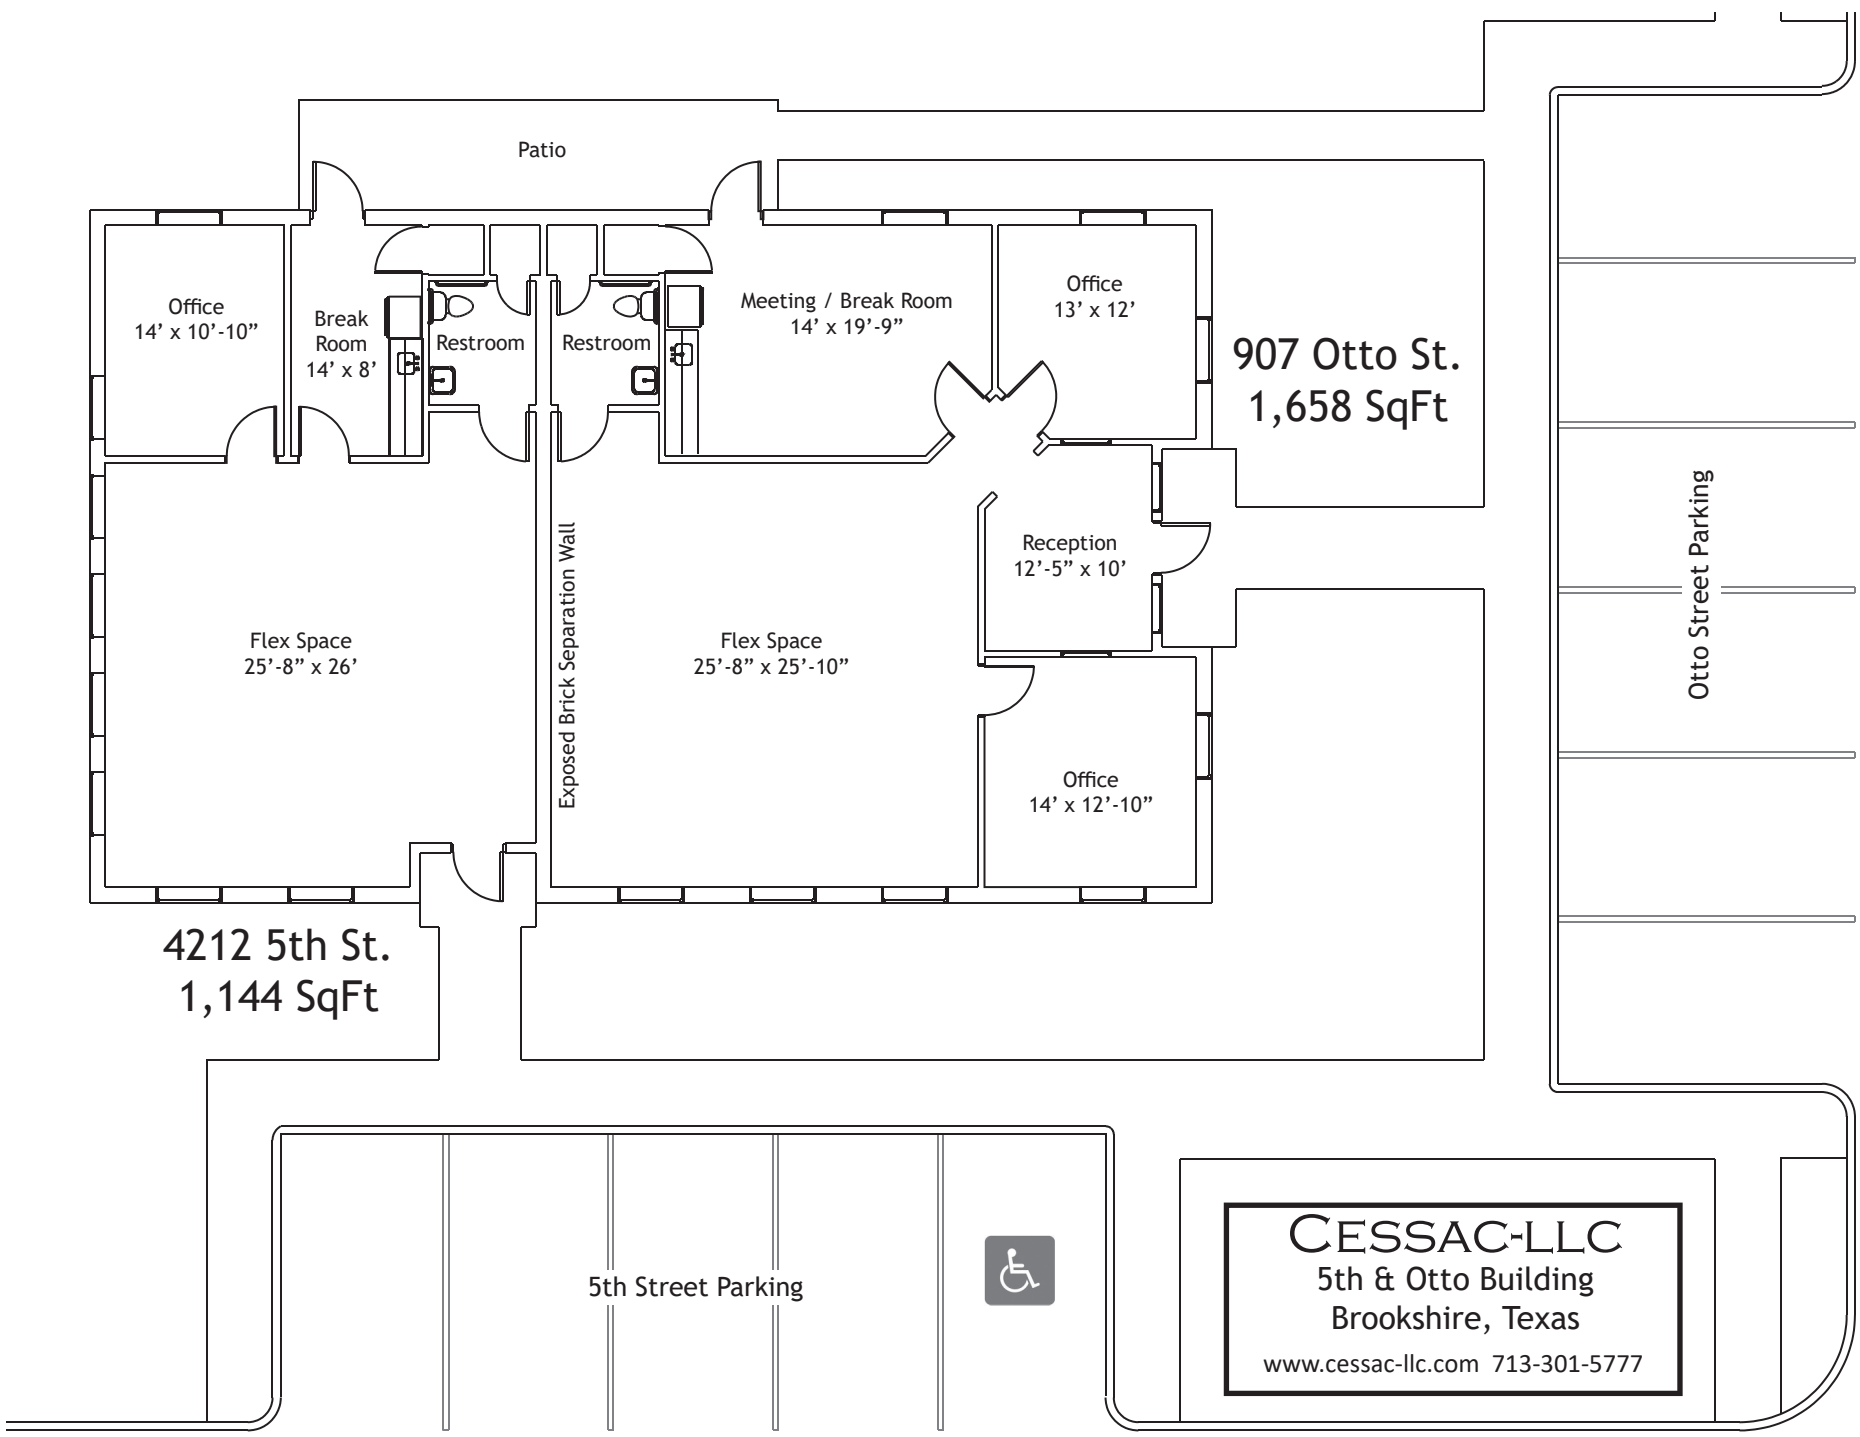 Patio
Office
14’ x 10’-10”
Break
Room
14’ x 8’
Restroom
Restroom
Meeting / Break Room
14’ x 19’-9”
Office
13’ x 12’
907 Otto St.
1,658 SqFt
Flex Space
25’-8” x 26’
Exposed Brick Separation Wall
Flex Space
25’-8” x 25’-10”
Reception
12’-5” x 10’
Office
14’ x 12’-10”
Otto Street Parking
4212 5th St.
1,144 SqFt
5th Street Parking
CESSAC-LLC
5th & Otto Building
Brookshire, Texas
www.cessac-llc.com 713-301-5777